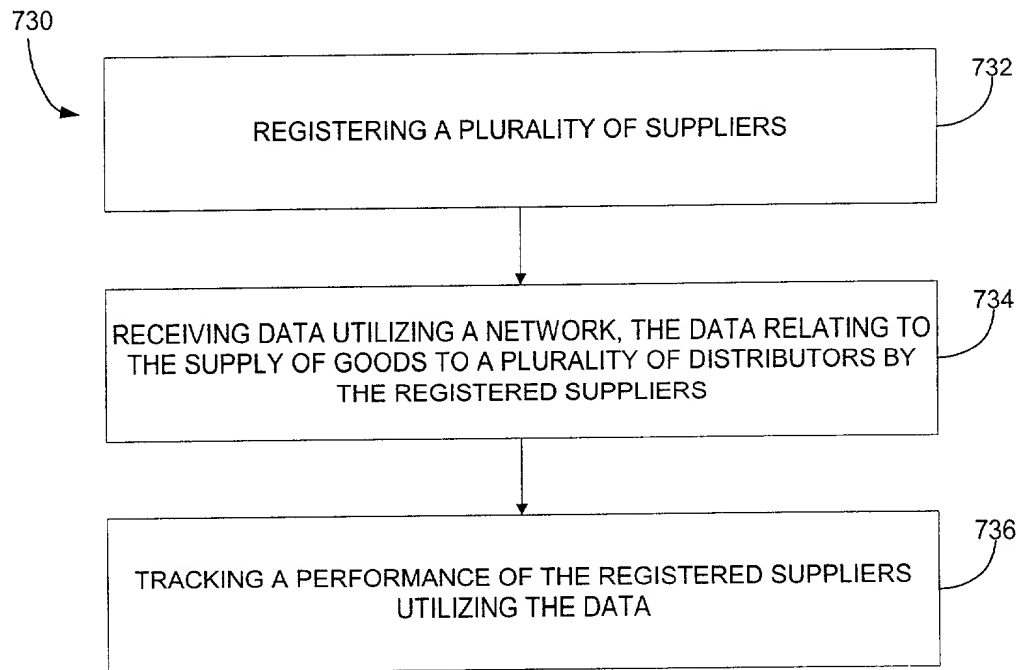 730
732
REGISTERING A PLURALITY OF SUPPLIERS
734
RECEIVING DATA UTILIZING A NETWORK, THE DATA RELATING TO
THE SUPPLY OF GOODS TO A PLURALITY OF DISTRIBUTORS BY
THE REGISTERED SUPPLIERS
736
TRACKING A PERFORMANCE OF THE REGISTERED SUPPLIERS
UTILIZING THE DATA